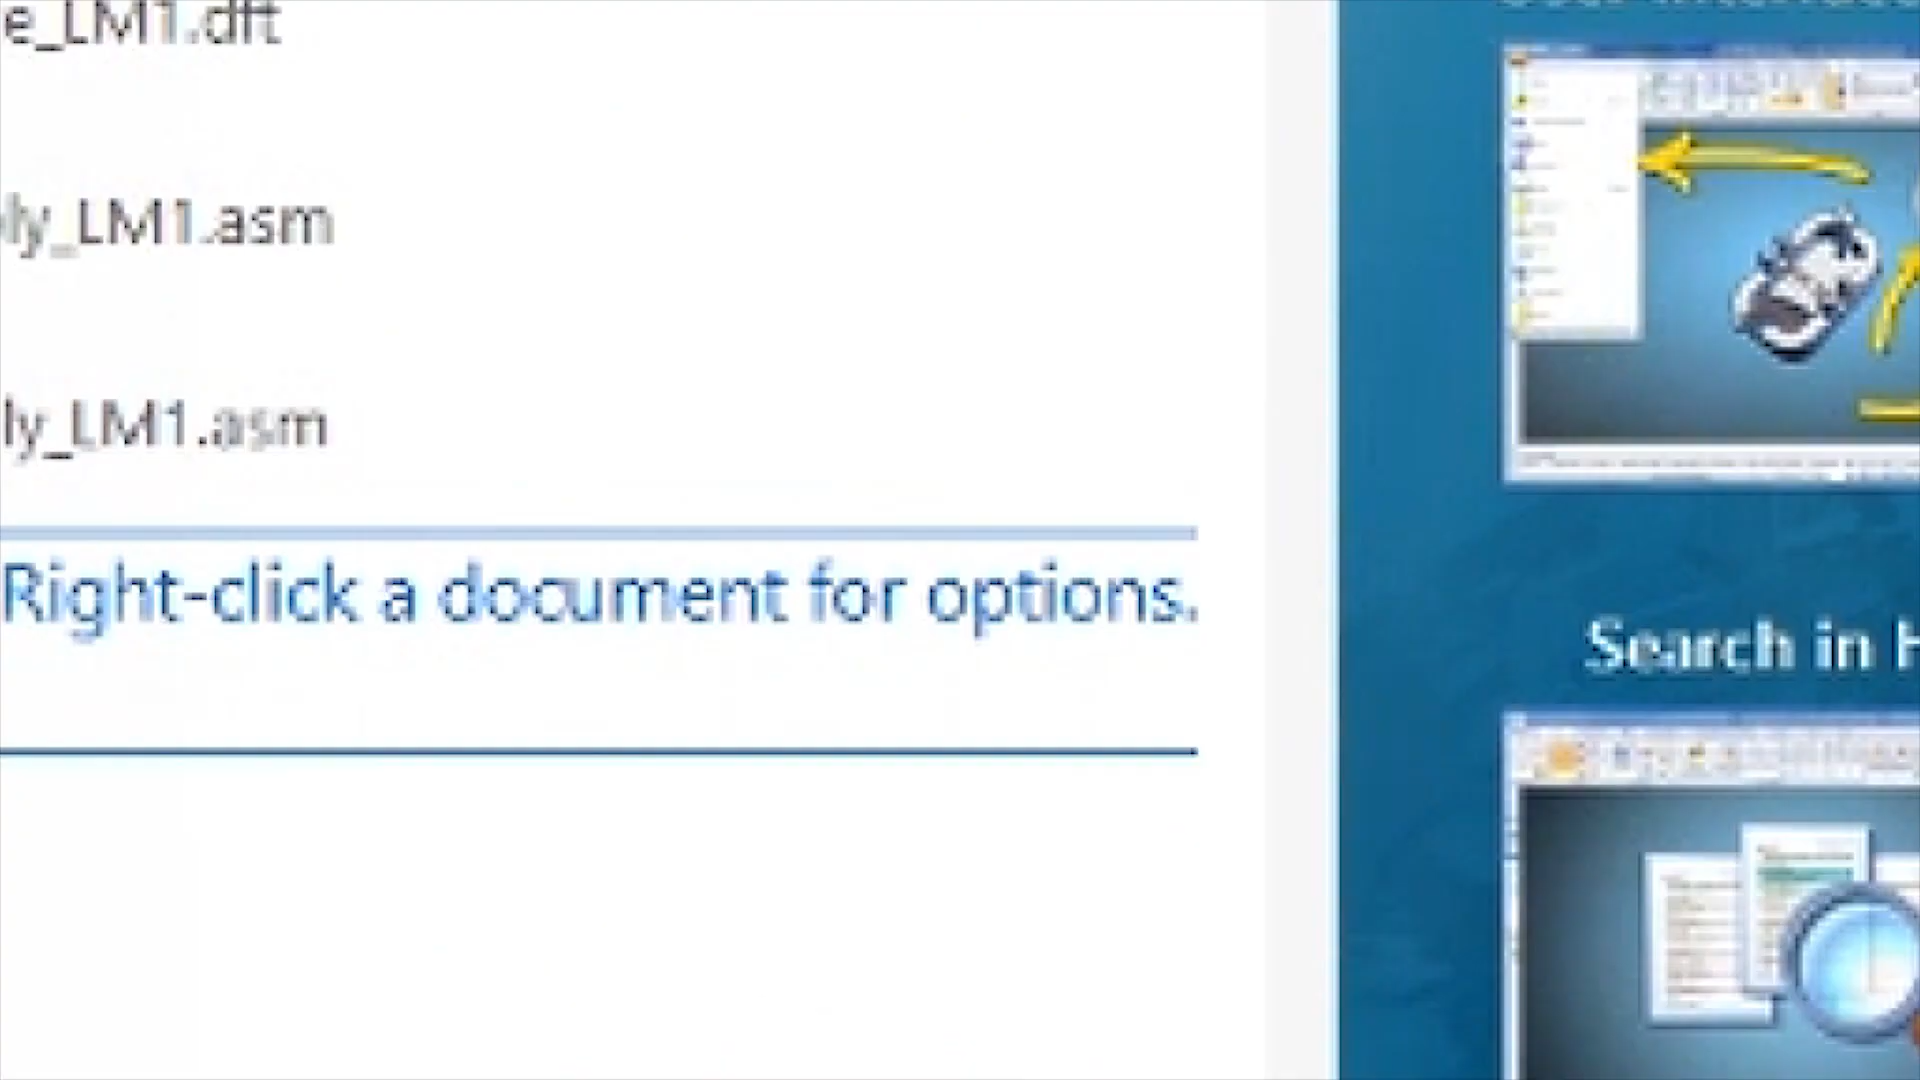 e_LM1.dft
ly_LM1.asm
ly_LM1.asm
Right-click a document for options.
Search in